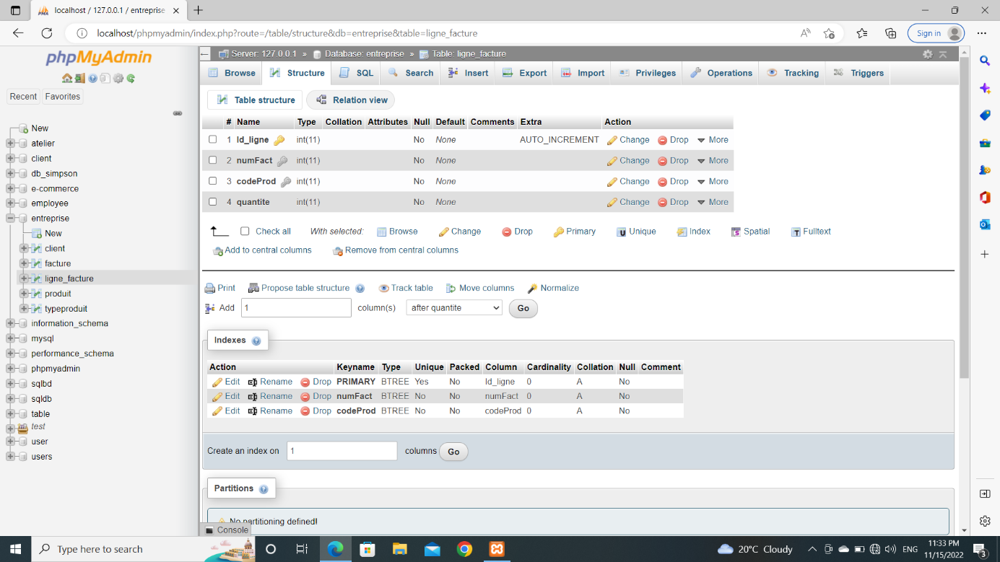 localhost / 127.0.0.1 / entreprise
localhost/phpmyadmin/index.php?route=/table/structure&db=entreprise&table=ligne_facture
Sign in
phpMyAdmin
Recent Favorites
New
atelier
client
db_simpson
e-commerce
employee
entreprise
New
client
facture
ligne_facture
produit
typeproduit
information_schema
mysql
performance_schema
phpmyadmin
sqlbd
sqldb
table
test
user
users
Server: 127.0.0.1 » Database: entreprise » Table: ligne_facture
Browse Structure SQL Search Insert Export Import Privileges Operations Tracking Triggers
Table structure Relation view
# Name Type Collation Attributes Null Default Comments Extra Action
1 Id_ligne int(11) No None AUTO_INCREMENT Change Drop More
2 numFact int(11) No None Change Drop More
3 codeProd int(11) No None Change Drop More
4 quantite int(11) No None Change Drop More
Check all With selected: Browse Change Drop Primary Unique Index Spatial Fulltext
Add to central columns Remove from central columns
Print Propose table structure Track table Move columns Normalize
Add 1 column(s) after quantite Go
Indexes
Action Keyname Type Unique Packed Column Cardinality Collation Null Comment
Edit Rename Drop PRIMARY BTREE Yes No Id_ligne 0 A No
Edit Rename Drop numFact BTREE No No numFact 0 A No
Edit Rename Drop codeProd BTREE No No codeProd 0 A No
Create an index on 1 columns Go
Partitions
No partitioning defined!
Console
Type here to search
20°C Cloudy
ENG
11:33 PM
11/15/2022
3